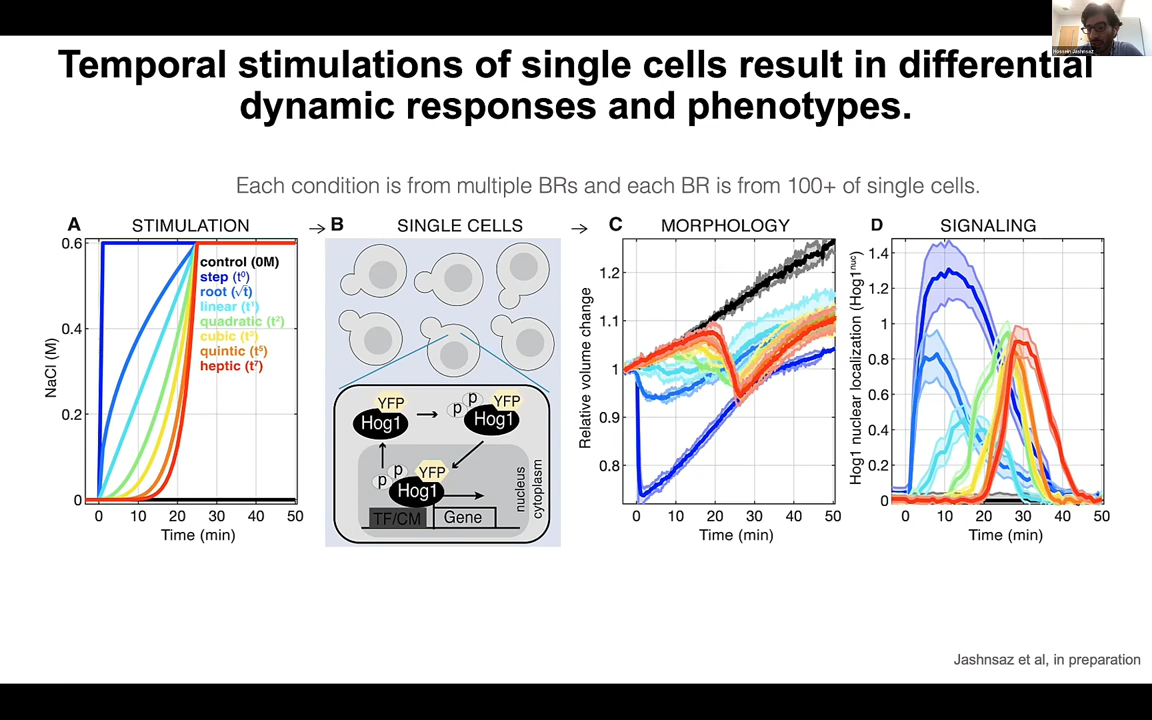 Hossein Jashnsaz
Temporal stimulations of single cells result in differential
dynamic responses and phenotypes.
Each condition is from multiple BRs and each BR is from 100+ of single cells.
A STIMULATION → B SINGLE CELLS → C MORPHOLOGY D SIGNALING
NaCl (M)
0.6
0.4
0.2
0
control (0M)
step (t⁰)
root (√t)
linear (t¹)
quadratic (t²)
cubic (t³)
quintic (t⁵)
heptic (t⁷)
0 10 20 30 40 50
Time (min)
YFP
Hog1
p
p
YFP
Hog1
p
p
YFP
Hog1
TF/CM
Gene
nucleus
cytoplasm
Relative volume change
1.2
1.1
1
0.9
0.8
0 10 20 30 40 50
Time (min)
Hog1 nuclear localization (Hog1ⁿᵘᶜ)
1.4
1.2
1
0.8
0.6
0.4
0.2
0
0 10 20 30 40 50
Time (min)
Jashnsaz et al, in preparation